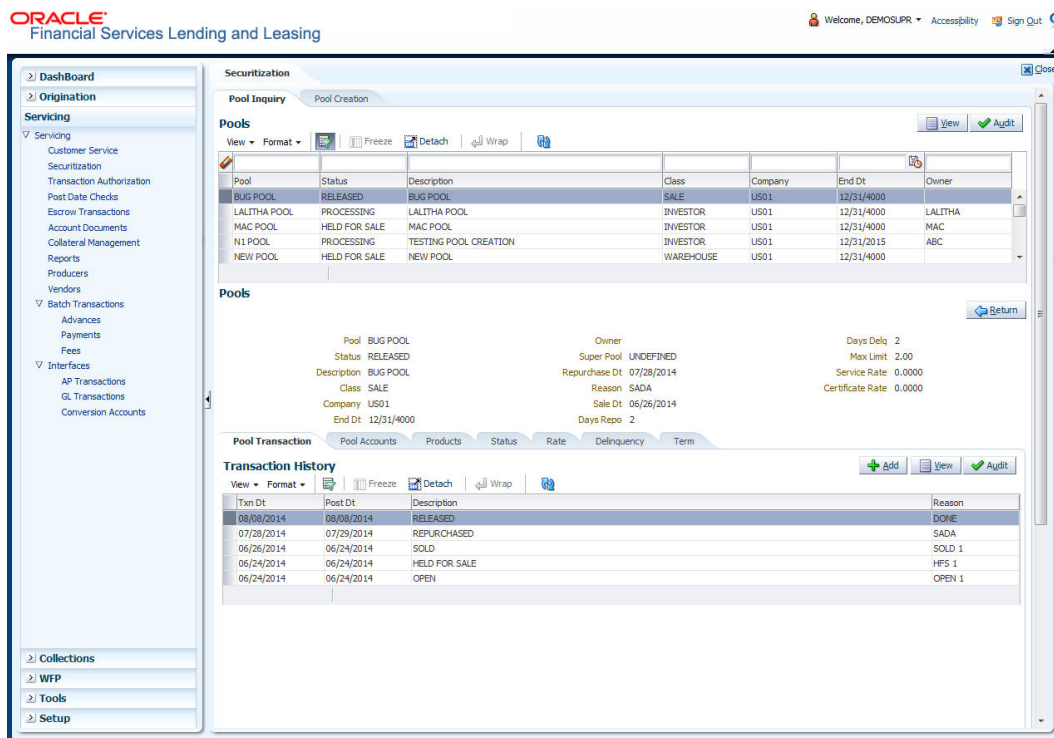 ORACLE
Financial Services Lending and Leasing
Welcome, DEMOSUPR Accessibility Sign Out
DashBoard
Origination
Servicing
Servicing
Customer Service
Securitization
Transaction Authorization
Post Date Checks
Escrow Transactions
Account Documents
Collateral Management
Reports
Producers
Vendors
Batch Transactions
Advances
Payments
Fees
Interfaces
AP Transactions
GL Transactions
Conversion Accounts
Collections
WFP
Tools
Setup
Securitization
Close
Pool Inquiry Pool Creation
Pools
View Audit
View Format Freeze Detach Wrap
Pool Status Description Class Company End Dt Owner
BUG POOL RELEASED BUG POOL SALE US01 12/31/4000
LALITHA POOL PROCESSING LALITHA POOL INVESTOR US01 12/31/4000 LALITHA
MAC POOL HELD FOR SALE MAC POOL INVESTOR US01 12/31/4000 MAC
N1 POOL PROCESSING TESTING POOL CREATION INVESTOR US01 12/31/2015 ABC
NEW POOL HELD FOR SALE NEW POOL WAREHOUSE US01 12/31/4000
Pools
Return
Pool BUG POOL Owner Days Delq 2
Status RELEASED Super Pool UNDEFINED Max Limit 2.00
Description BUG POOL Repurchase Dt 07/28/2014 Service Rate 0.0000
Class SALE Reason SADA Certificate Rate 0.0000
Company US01 Sale Dt 06/26/2014
End Dt 12/31/4000 Days Repo 2
Pool Transaction Pool Accounts Products Status Rate Delinquency Term
Transaction History
Add View Audit
View Format Freeze Detach Wrap
Txn Dt Post Dt Description Reason
08/08/2014 08/08/2014 RELEASED DONE
07/28/2014 07/29/2014 REPURCHASED SADA
06/26/2014 06/24/2014 SOLD SOLD 1
06/24/2014 06/24/2014 HELD FOR SALE HFS 1
06/24/2014 06/24/2014 OPEN OPEN 1